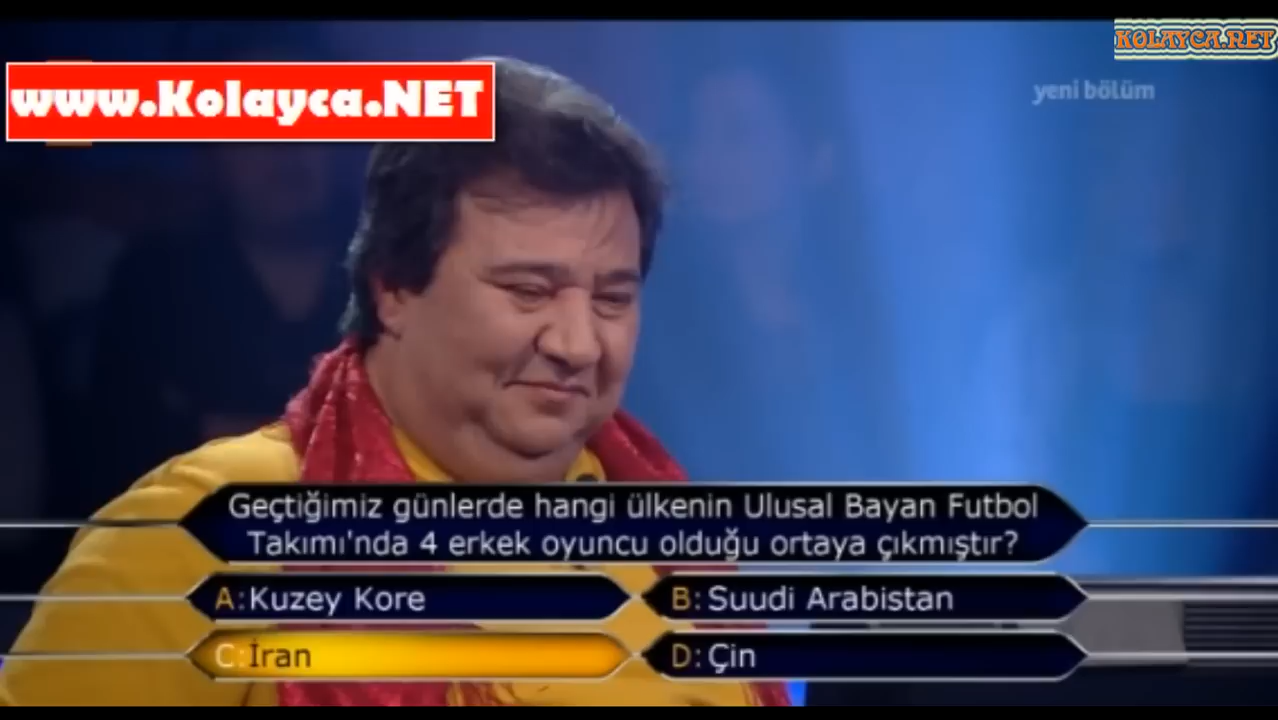 KOLAYCA.NET
www.Kolayca.NET
yeni bölüm
Geçtiğimiz günlerde hangi ülkenin Ulusal Bayan Futbol
Takımı'nda 4 erkek oyuncu olduğu ortaya çıkmıştır?
A: Kuzey Kore
B: Suudi Arabistan
C: İran
D: Çin